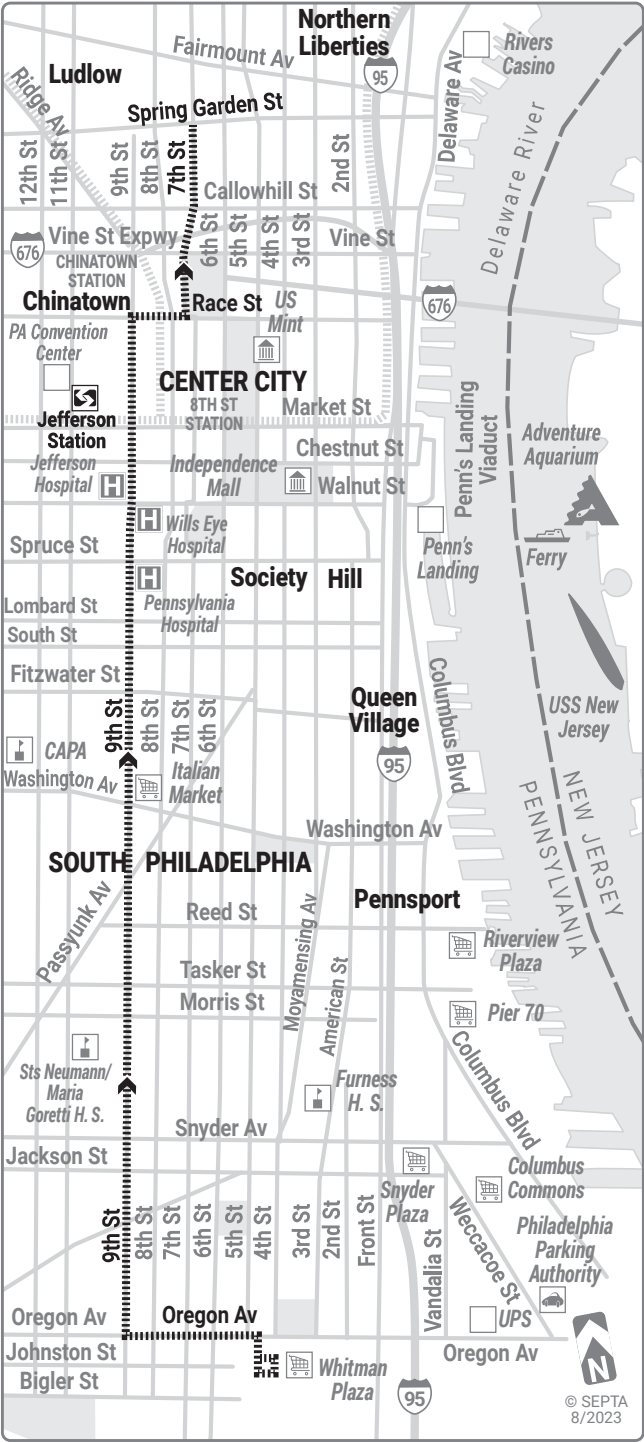 Northern
Liberties
Rivers
Casino
Fairmount Av
95
Ludlow
Ridge Av
Delaware Av
Spring Garden St
12th St
11th St
9th St
8th St
7th St
2nd St
Delaware River
Callowhill St
6th St
5th St
4th St
3rd St
676
Vine St Expwy
Vine St
CHINATOWN
STATION
Chinatown
Race St
US
Mint
676
PA Convention
Center
CENTER CITY
Jefferson
Station
8TH ST
STATION
Market St
Penn's Landing
Viaduct
Adventure
Aquarium
Chestnut St
Jefferson
Hospital
H
Independence
Mall
Walnut St
H
Wills Eye
Hospital
Spruce St
Penn's
Landing
Ferry
H
Society Hill
Pennsylvania
Hospital
Lombard St
South St
Fitzwater St
Columbus Blvd
Queen
Village
USS New
Jersey
9th St
8th St
7th St
6th St
CAPA
95
Italian
Market
Washington Av
NEW JERSEY
PENNSYLVANIA
Washington Av
SOUTH PHILADELPHIA
Passyunk Av
Pennsport
Reed St
Moyamensing Av
Riverview
Plaza
Tasker St
American St
Morris St
Pier 70
Columbus Blvd
Sts Neumann/
Maria
Goretti H. S.
Furness
H. S.
Snyder Av
Jackson St
Snyder
Plaza
Columbus
Commons
9th St
8th St
7th St
6th St
5th St
4th St
3rd St
2nd St
Front St
Vandalia St
Weccacoe St
Philadelphia
Parking
Authority
Oregon Av
Oregon Av
UPS
Johnston St
Oregon Av
Bigler St
Whitman
Plaza
95
N
© SEPTA
8/2023